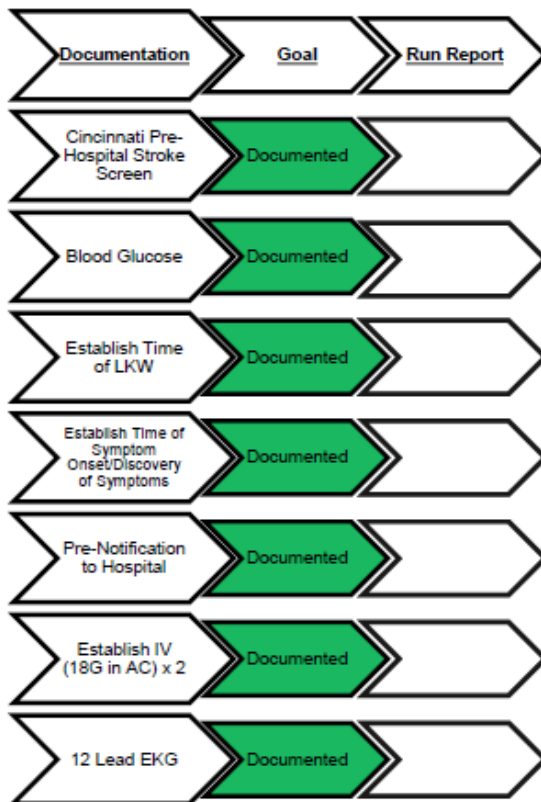 Documentation
Goal
Run Report
Cincinnati Pre-
Hospital Stroke
Screen
Documented
Blood Glucose
Documented
Establish Time
of LKW
Documented
Establish Time of
Symptom
Onset/Discovery
of Symptoms
Documented
Pre-Notification
to Hospital
Documented
Establish IV
(18G in AC) x 2
Documented
12 Lead EKG
Documented